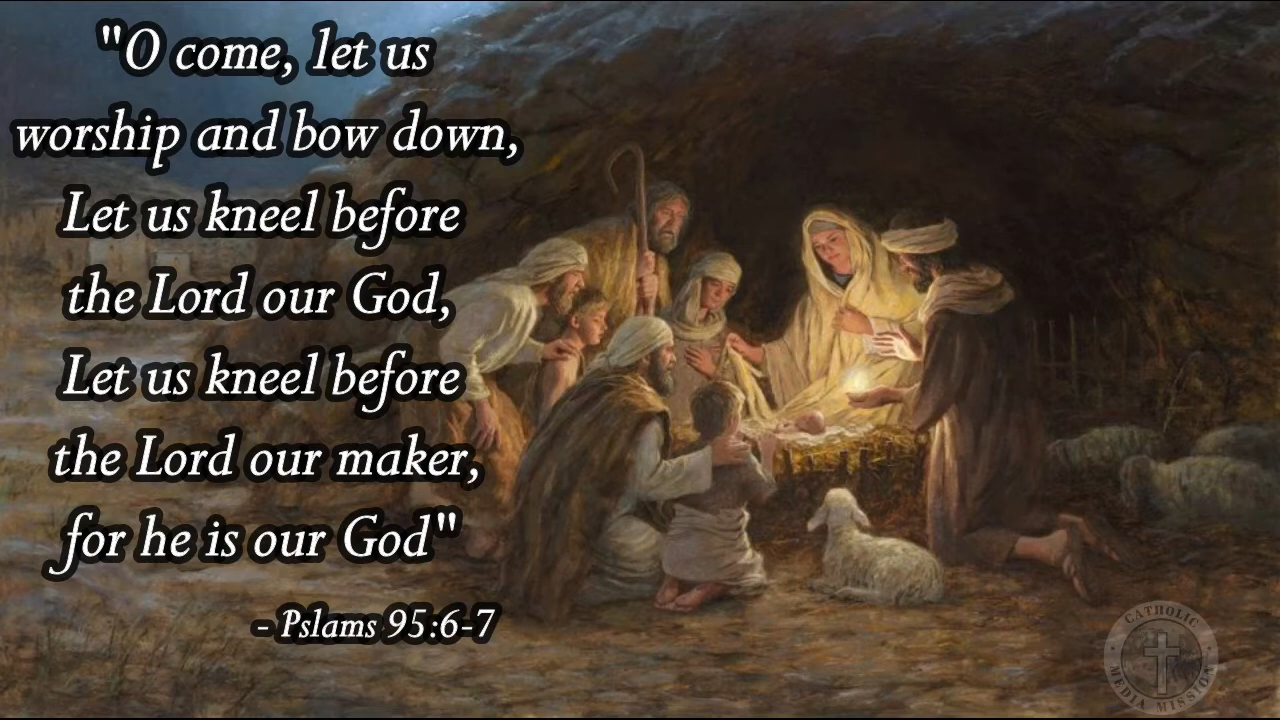 "O come, let us
worship and bow down,
Let us kneel before
the Lord our God,
Let us kneel before
the Lord our maker,
for he is our God"
- Pslams 95:6-7
CATHOLIC
MEDIA MISSION